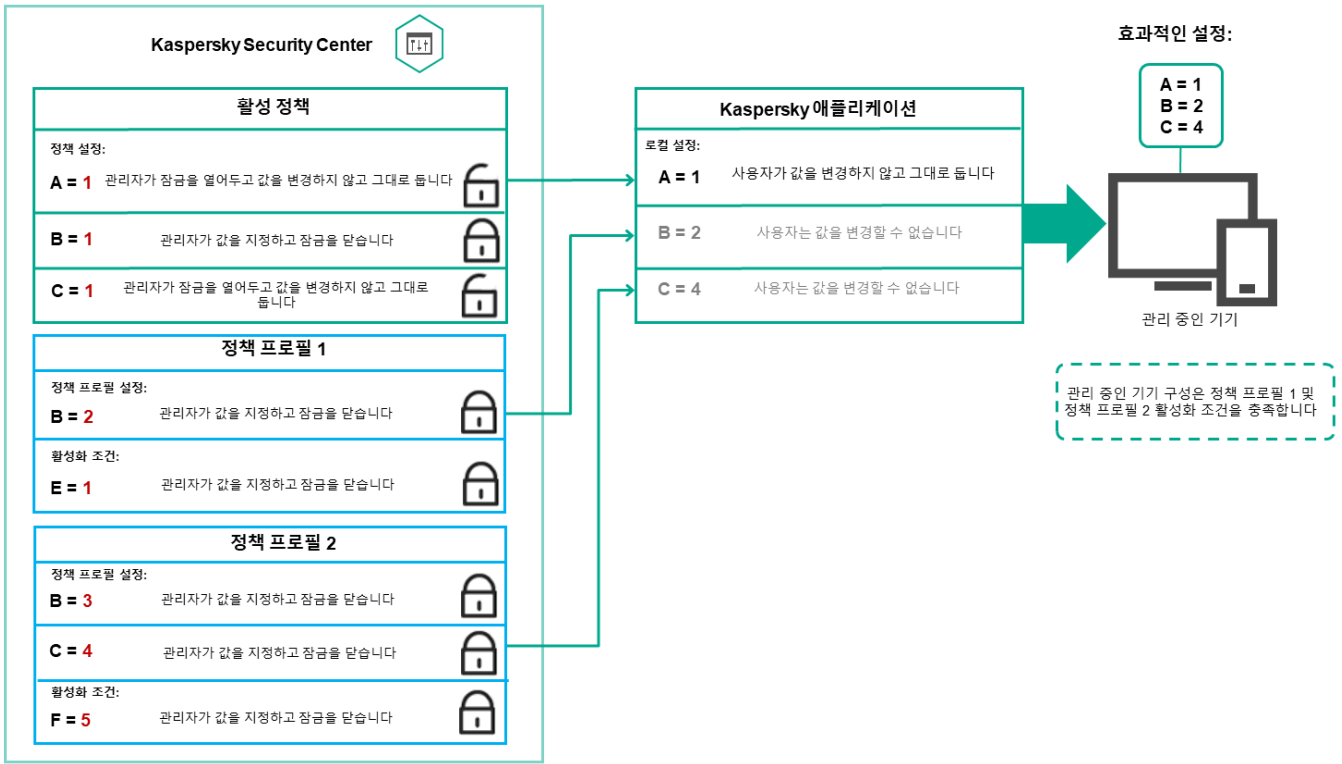 Kaspersky Security Center
활성 정책
정책 설정:
A = 1 관리자가 잠금을 열어두고 값을 변경하지 않고 그대로 둡니다
B = 1 관리자가 값을 지정하고 잠금을 닫습니다
C = 1 관리자가 잠금을 열어두고 값을 변경하지 않고 그대로
둡니다
정책 프로필 1
정책 프로필 설정:
B = 2 관리자가 값을 지정하고 잠금을 닫습니다
활성화 조건:
E = 1 관리자가 값을 지정하고 잠금을 닫습니다
정책 프로필 2
정책 프로필 설정:
B = 3 관리자가 값을 지정하고 잠금을 닫습니다
C = 4 관리자가 값을 지정하고 잠금을 닫습니다
활성화 조건:
F = 5 관리자가 값을 지정하고 잠금을 닫습니다
Kaspersky 애플리케이션
로컬 설정:
A = 1 사용자가 값을 변경하지 않고 그대로 둡니다
B = 2 사용자는 값을 변경할 수 없습니다
C = 4 사용자는 값을 변경할 수 없습니다
효과적인 설정:
A = 1
B = 2
C = 4
관리 중인 기기
관리 중인 기기 구성은 정책 프로필 1 및
정책 프로필 2 활성화 조건을 충족합니다